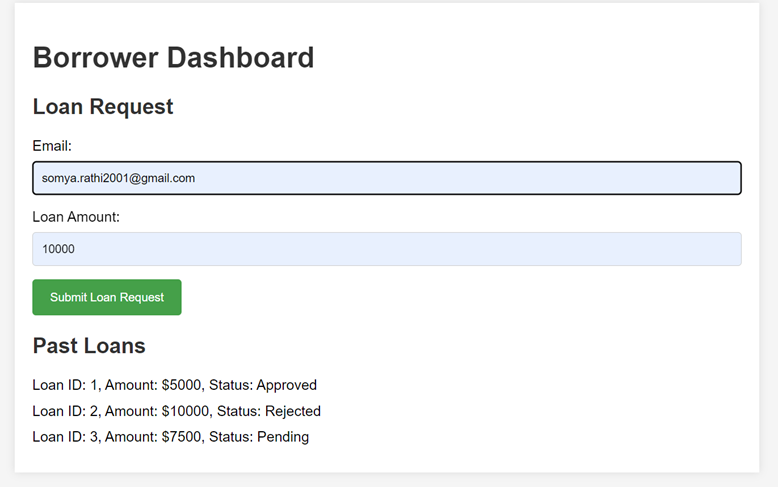 Borrower Dashboard
Loan Request
Email:
somya.rathi2001@gmail.com
Loan Amount:
10000
Submit Loan Request
Past Loans
Loan ID: 1, Amount: $5000, Status: Approved
Loan ID: 2, Amount: $10000, Status: Rejected
Loan ID: 3, Amount: $7500, Status: Pending